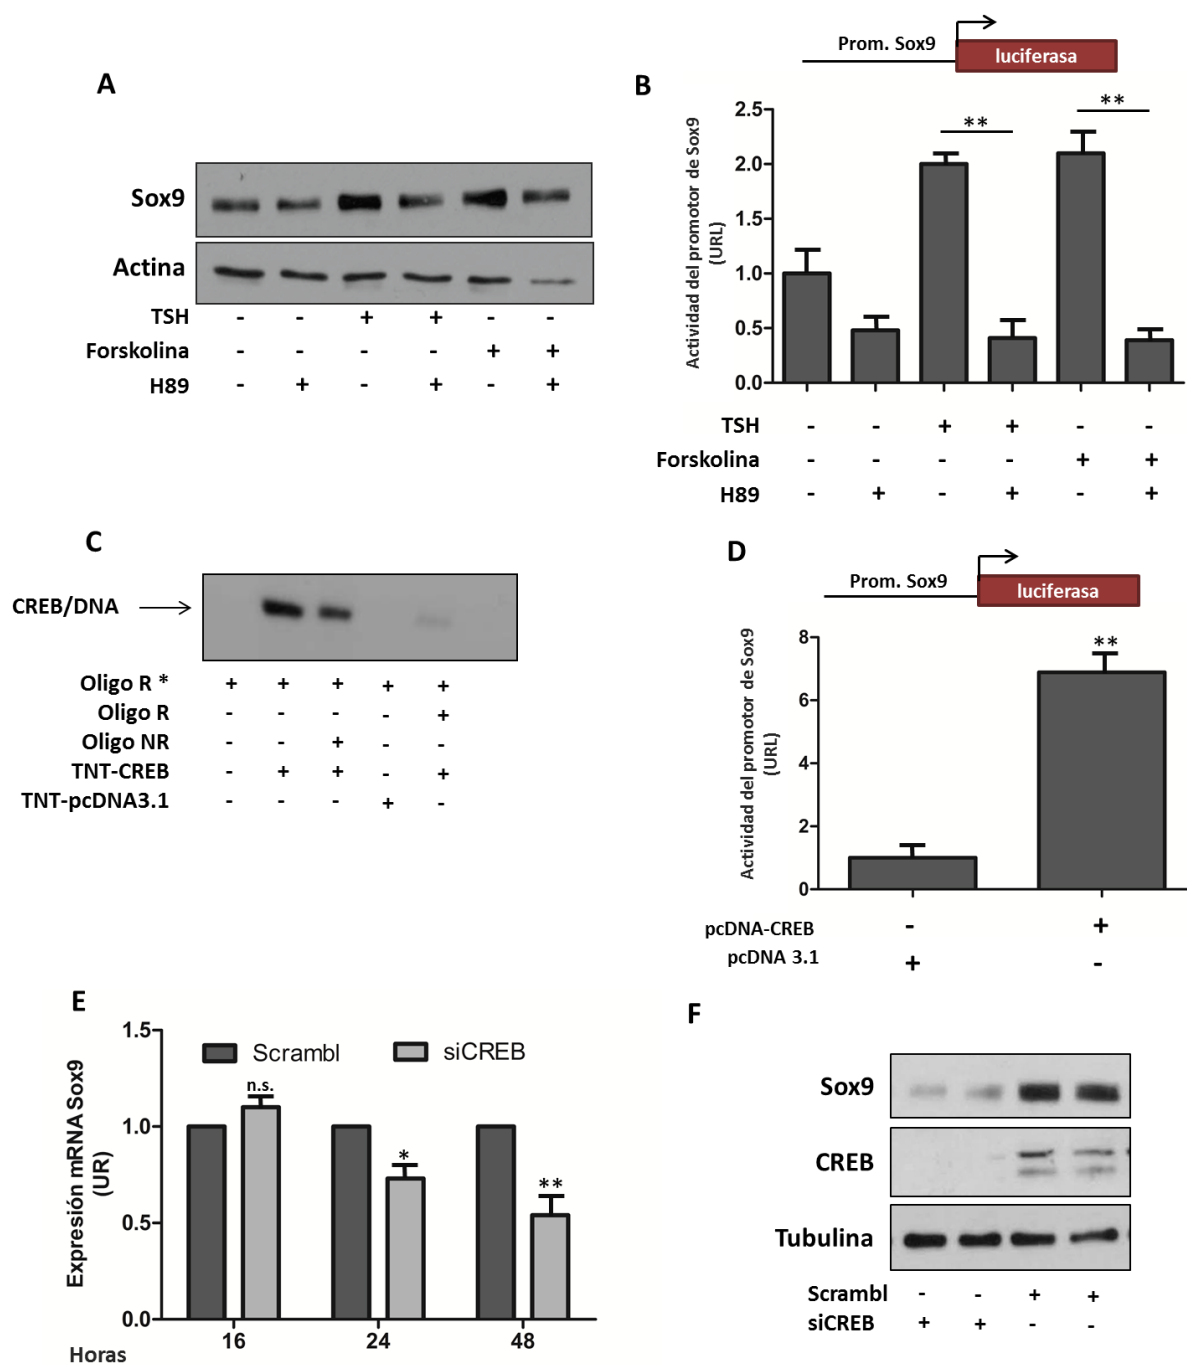 A
Sox9
Actina
TSH - - + + - -
Forskolina - - - - + +
H89 - + - + - +
B
Prom. Sox9
luciferasa
Actividad del promotor de Sox9
(URL)
2.5
2.0
1.5
1.0
0.5
0.0
**
**
TSH - - + + - -
Forskolina - - - - + +
H89 - + - + - +
C
CREB/DNA
Oligo R * + + + + +
Oligo R - - - - +
Oligo NR - - + - -
TNT-CREB - + + - +
TNT-pcDNA3.1 - - - + -
D
Prom. Sox9
luciferasa
Actividad del promotor de Sox9
(URL)
8
6
4
2
0
**
pcDNA-CREB - +
pcDNA 3.1 + -
E
Expresión mRNA Sox9
(UR)
1.5
1.0
0.5
0.0
Scrambl
siCREB
n.s.
*
**
16 24 48
Horas
F
Sox9
CREB
Tubulina
Scrambl - - + +
siCREB + + - -